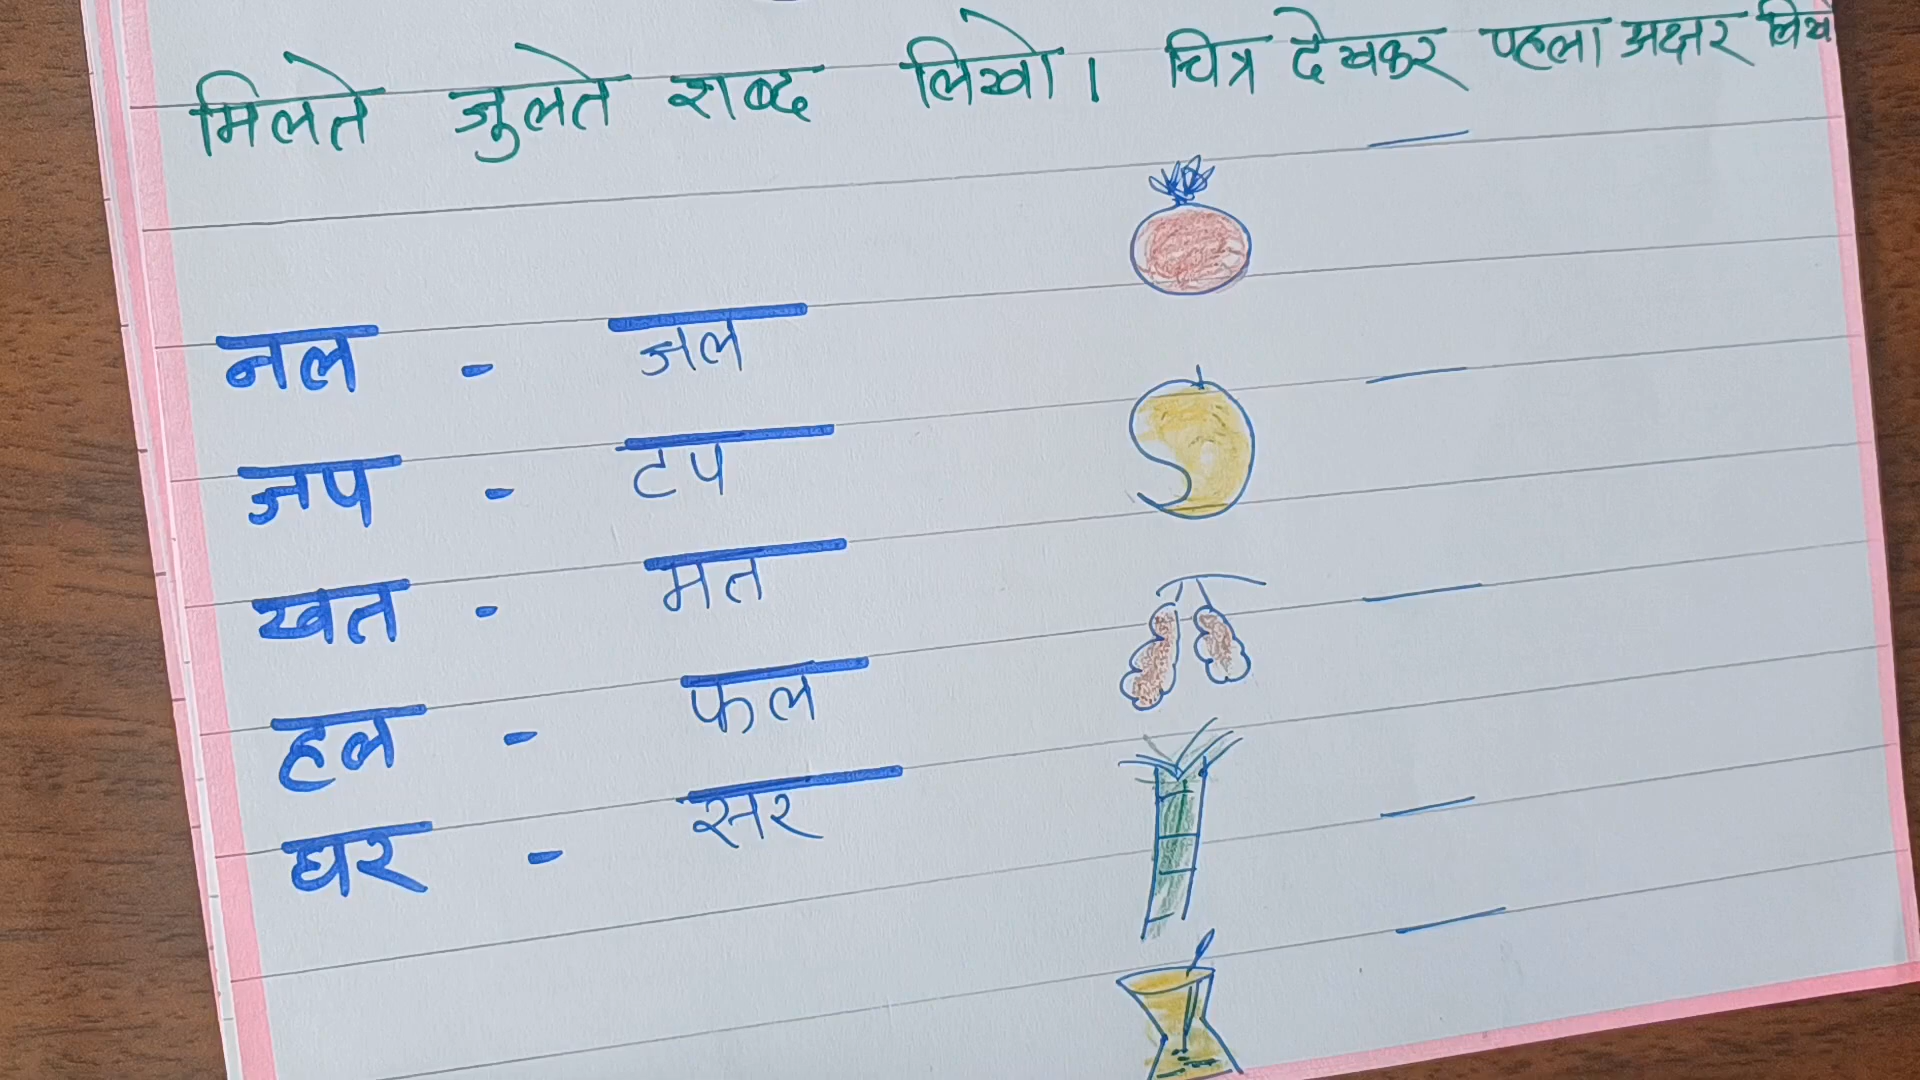 मिलते जुलते शब्द लिखो। चित्र देखकर पहला अक्षर
नल - जल
जप - टप
खत - मत
हल - फल
घर - सर